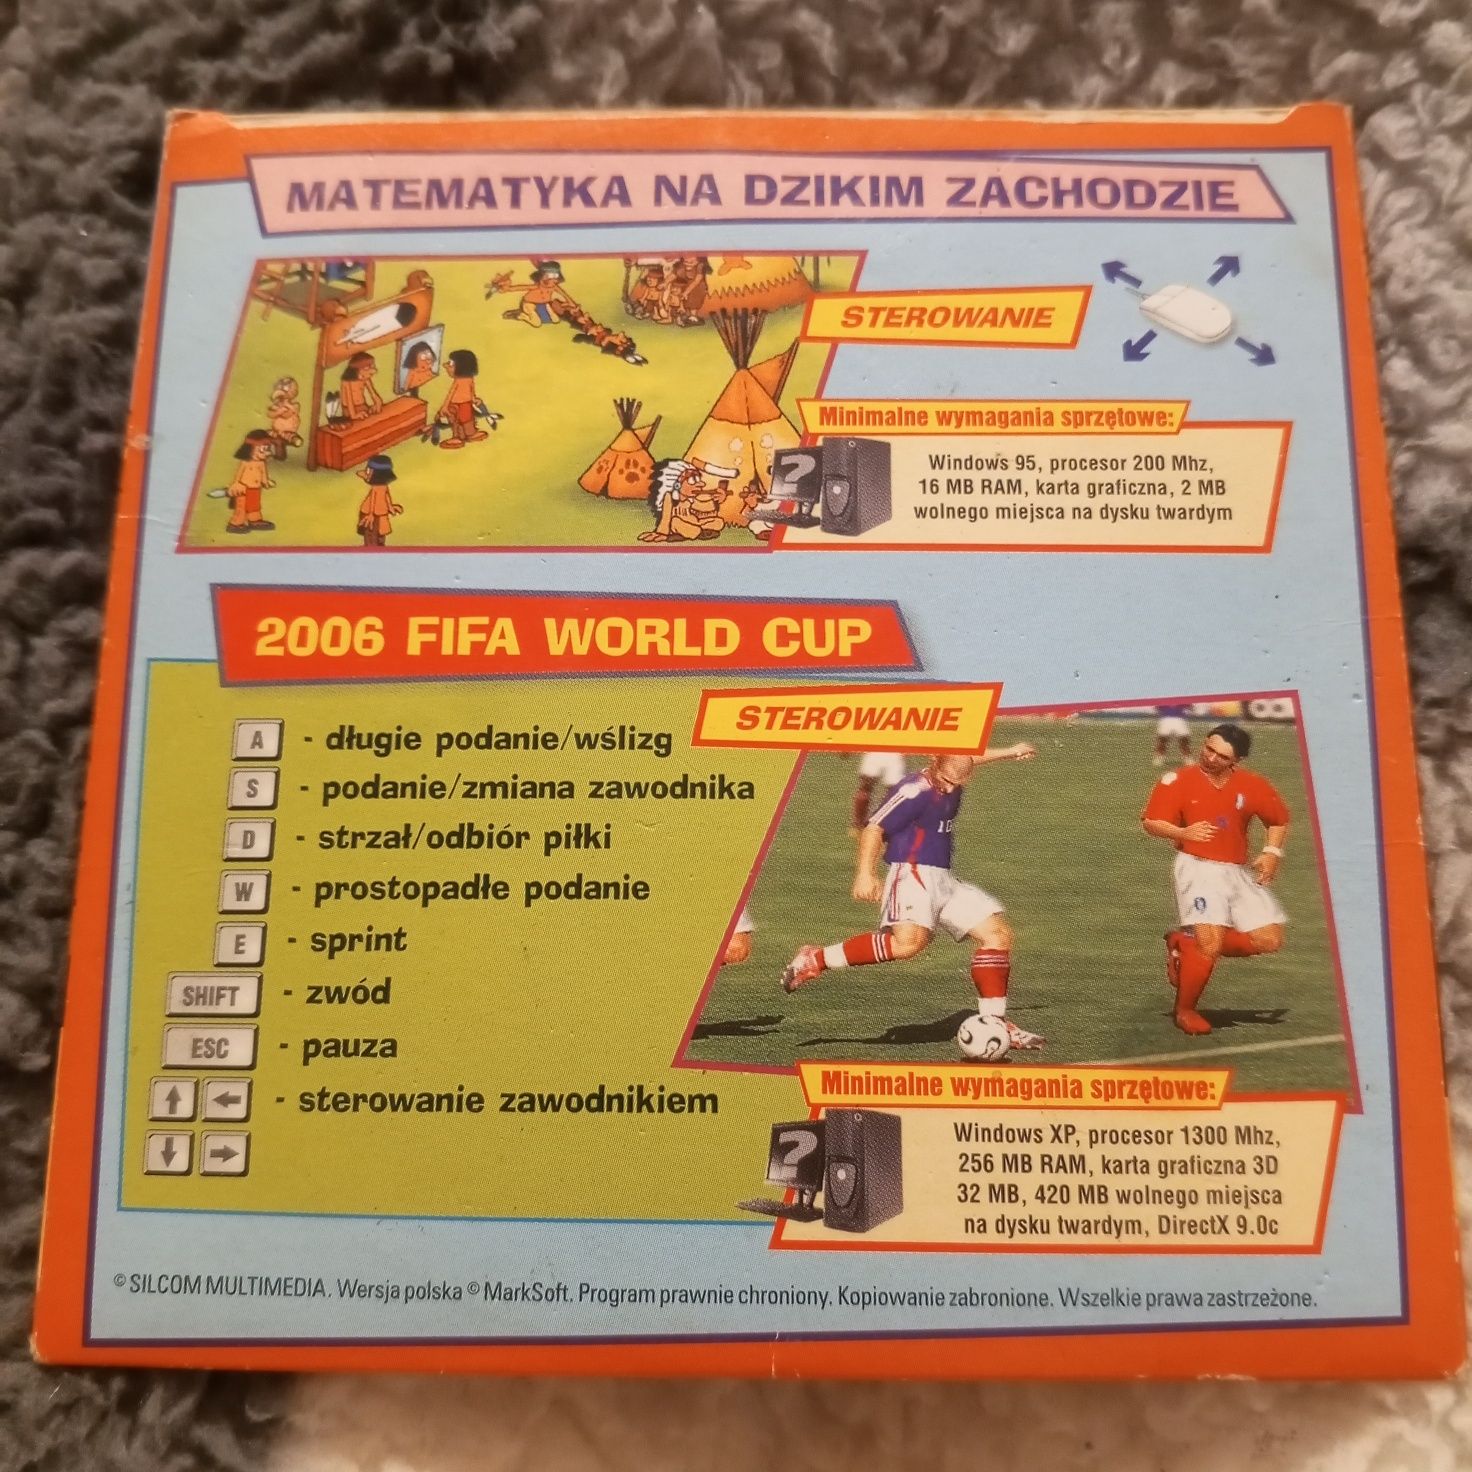 MATEMATYKA NA DZIKIM ZACHODZIE
STEROWANIE
Minimalne wymagania sprzętowe:
Windows 95, procesor 200 Mhz,
16 MB RAM, karta graficzna, 2 MB
wolnego miejsca na dysku twardym
?
2006 FIFA WORLD CUP
STEROWANIE
A - długie podanie/wślizg
S - podanie/zmiana zawodnika
D - strzał/odbiór piłki
W - prostopadłe podanie
E - sprint
SHIFT - zwód
ESC - pauza
↑ ← - sterowanie zawodnikiem
↓ →
Minimalne wymagania sprzętowe:
?
Windows XP, procesor 1300 Mhz,
256 MB RAM, karta graficzna 3D
32 MB, 420 MB wolnego miejsca
na dysku twardym, DirectX 9.0c
© SILCOM MULTIMEDIA. Wersja polska © MarkSoft. Program prawnie chroniony. Kopiowanie zabronione. Wszelkie prawa zastrzeżone.